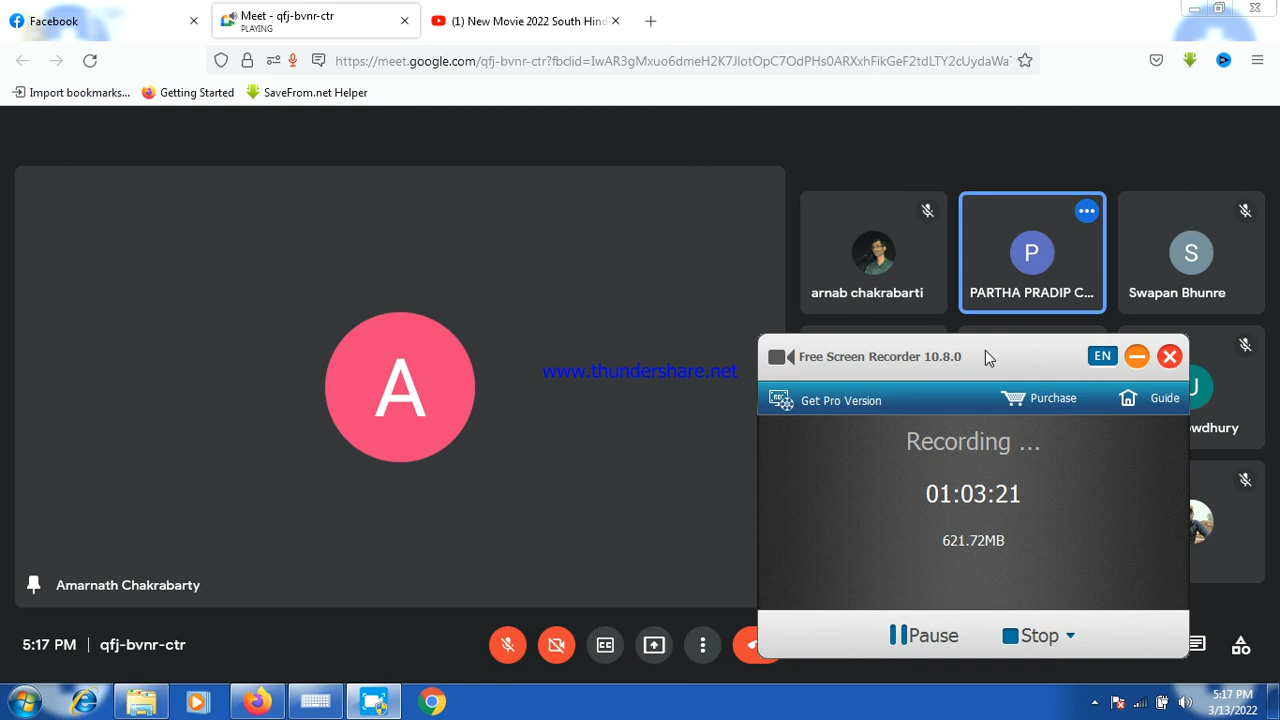 Facebook
Meet - qfj-bvnr-ctr
PLAYING
(1) New Movie 2022 South Hind
https://meet.google.com/qfj-bvnr-ctr?fbclid=IwAR3gMxuo6dmeH2K7JlotOpC7OdPHs0ARXxhFikGeF2tdLTY2cUydaWa
Import bookmarks...
Getting Started
SaveFrom.net Helper
arnab chakrabarti
P
PARTHA PRADIP C...
S
Swapan Bhunre
A
www.thundershare.net
Amarnath Chakrabarty
Free Screen Recorder 10.8.0
EN
Get Pro Version
Purchase
Guide
Recording ...
01:03:21
621.72MB
Pause
Stop
U
owdhury
5:17 PM
qfj-bvnr-ctr
CC
5:17 PM
3/13/2022